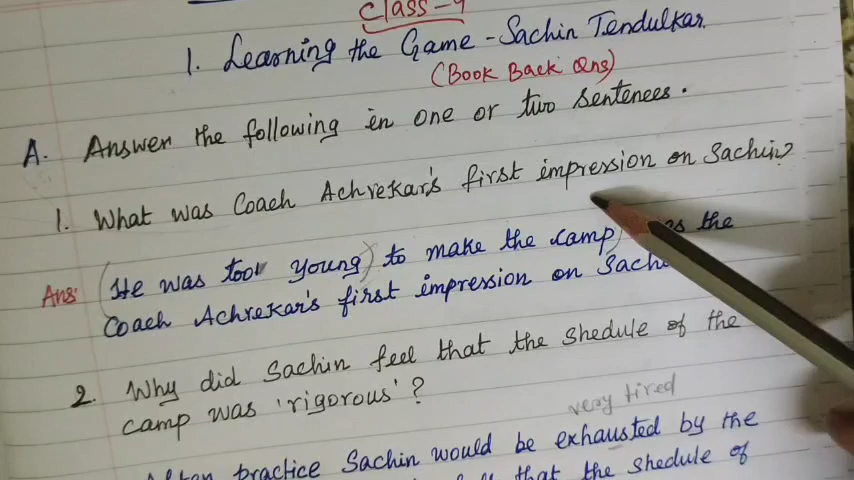 Class-9
1. Learning the Game - Sachin Tendulkar.
(Book Back Qns)
A. Answer the following in one or two sentences.
1. What was Coach Achrekar's first impression on Sachin?
Ans: (He was too young) to make the camp) as the
Coach Achrekar's first impression on Sach
2. Why did Sachin feel that the shedule of the
camp was 'rigorous'?
very tired
practice Sachin would be exhausted by the
that the shedule of